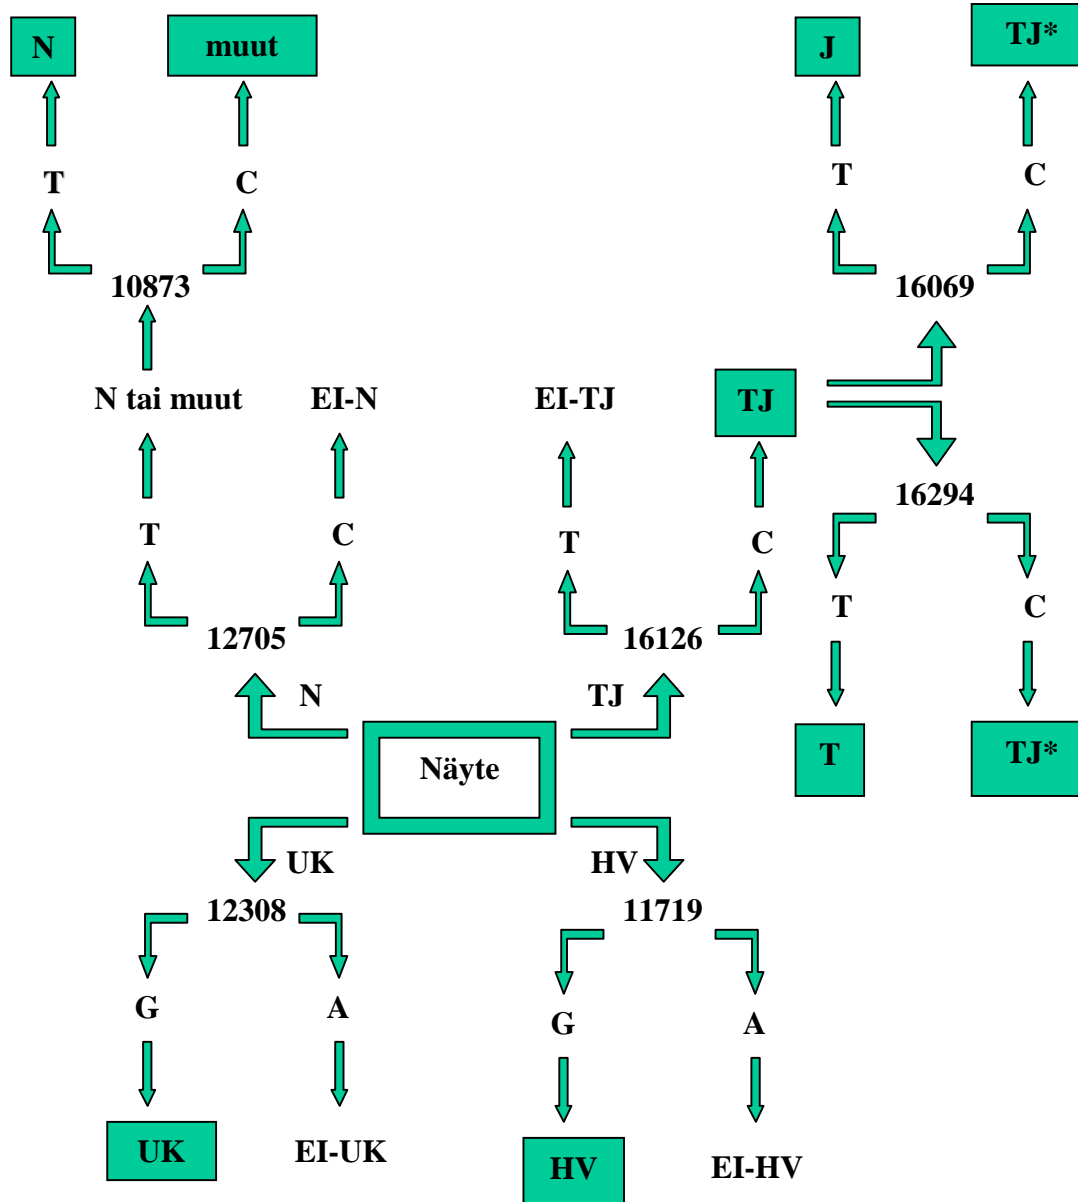 N muut J TJ*
T C T C
10873 16069
N tai muut EI-N EI-TJ TJ
16294
T C T C
T C
12705 16126
N TJ
Näyte T TJ*
UK HV
12308 11719
G A G A
UK EI-UK HV EI-HV